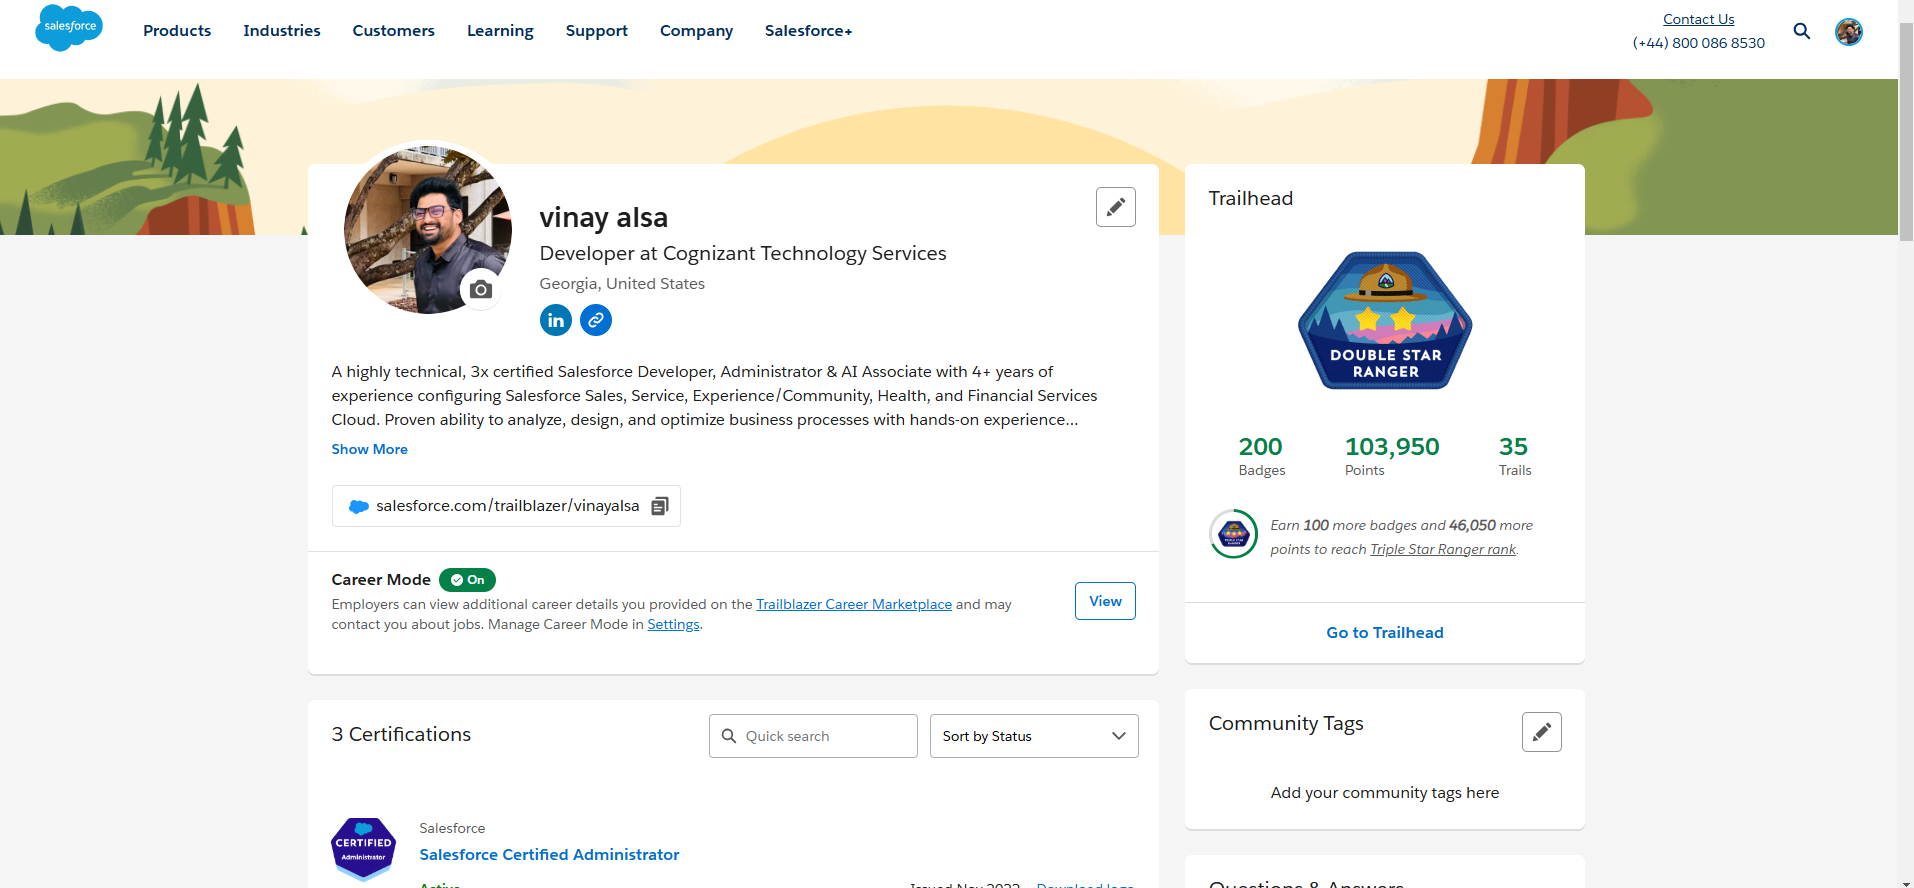 salesforce
Products
Industries
Customers
Learning
Support
Company
Salesforce+
Contact Us
(+44) 800 086 8530
vinay alsa
Developer at Cognizant Technology Services
Georgia, United States
in
A highly technical, 3x certified Salesforce Developer, Administrator & AI Associate with 4+ years of
experience configuring Salesforce Sales, Service, Experience/Community, Health, and Financial Services
Cloud. Proven ability to analyze, design, and optimize business processes with hands-on experience...
Show More
salesforce.com/trailblazer/vinayalsa
Career Mode On
Employers can view additional career details you provided on the Trailblazer Career Marketplace and may
contact you about jobs. Manage Career Mode in Settings.
View
3 Certifications
Quick search
Sort by Status
CERTIFIED
Administrator
Salesforce
Salesforce Certified Administrator
Active
Issued Nov 2022
Download logo
Trailhead
DOUBLE STAR
RANGER
200
Badges
103,950
Points
35
Trails
Earn 100 more badges and 46,050 more
points to reach Triple Star Ranger rank.
Go to Trailhead
Community Tags
Add your community tags here
Questions & Answers